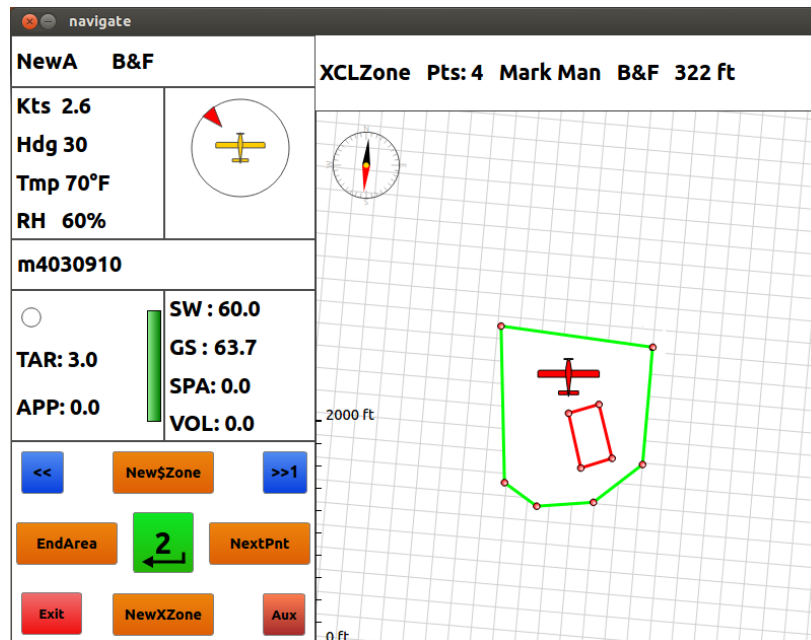 navigate
NewA B&F
XCLZone Pts: 4 Mark Man B&F 322 ft
Kts 2.6
Hdg 30
Tmp 70°F
RH 60%
m4030910
TAR: 3.0
APP: 0.0
SW : 60.0
GS : 63.7
SPA: 0.0
VOL: 0.0
<< New$Zone >>1
EndArea 2 NextPnt
Exit NewXZone Aux
N
E
S
W
2000 ft
0 ft